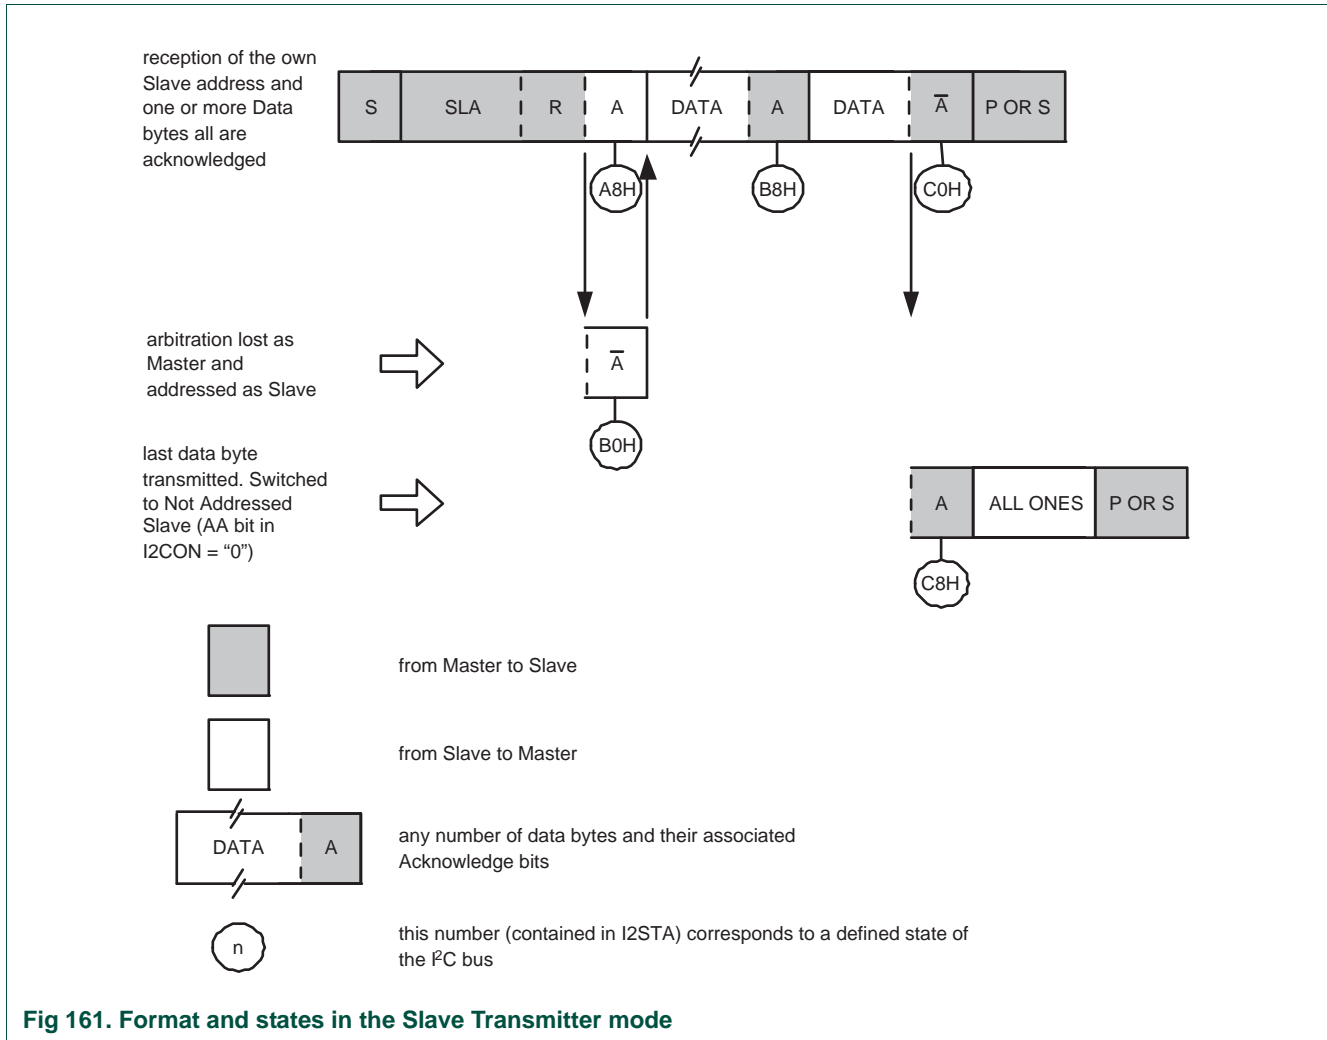 reception of the own
Slave address and
one or more Data
bytes all are
acknowledged
S SLA R A DATA A DATA A̅ P OR S
A8H B8H C0H
arbitration lost as
Master and
addressed as Slave
A̅
B0H
last data byte
transmitted. Switched
to Not Addressed
Slave (AA bit in
I2CON = “0”)
A ALL ONES P OR S
C8H
from Master to Slave
from Slave to Master
DATA A
any number of data bytes and their associated
Acknowledge bits
n
this number (contained in I2STA) corresponds to a defined state of
the I²C bus
Fig 161. Format and states in the Slave Transmitter mode